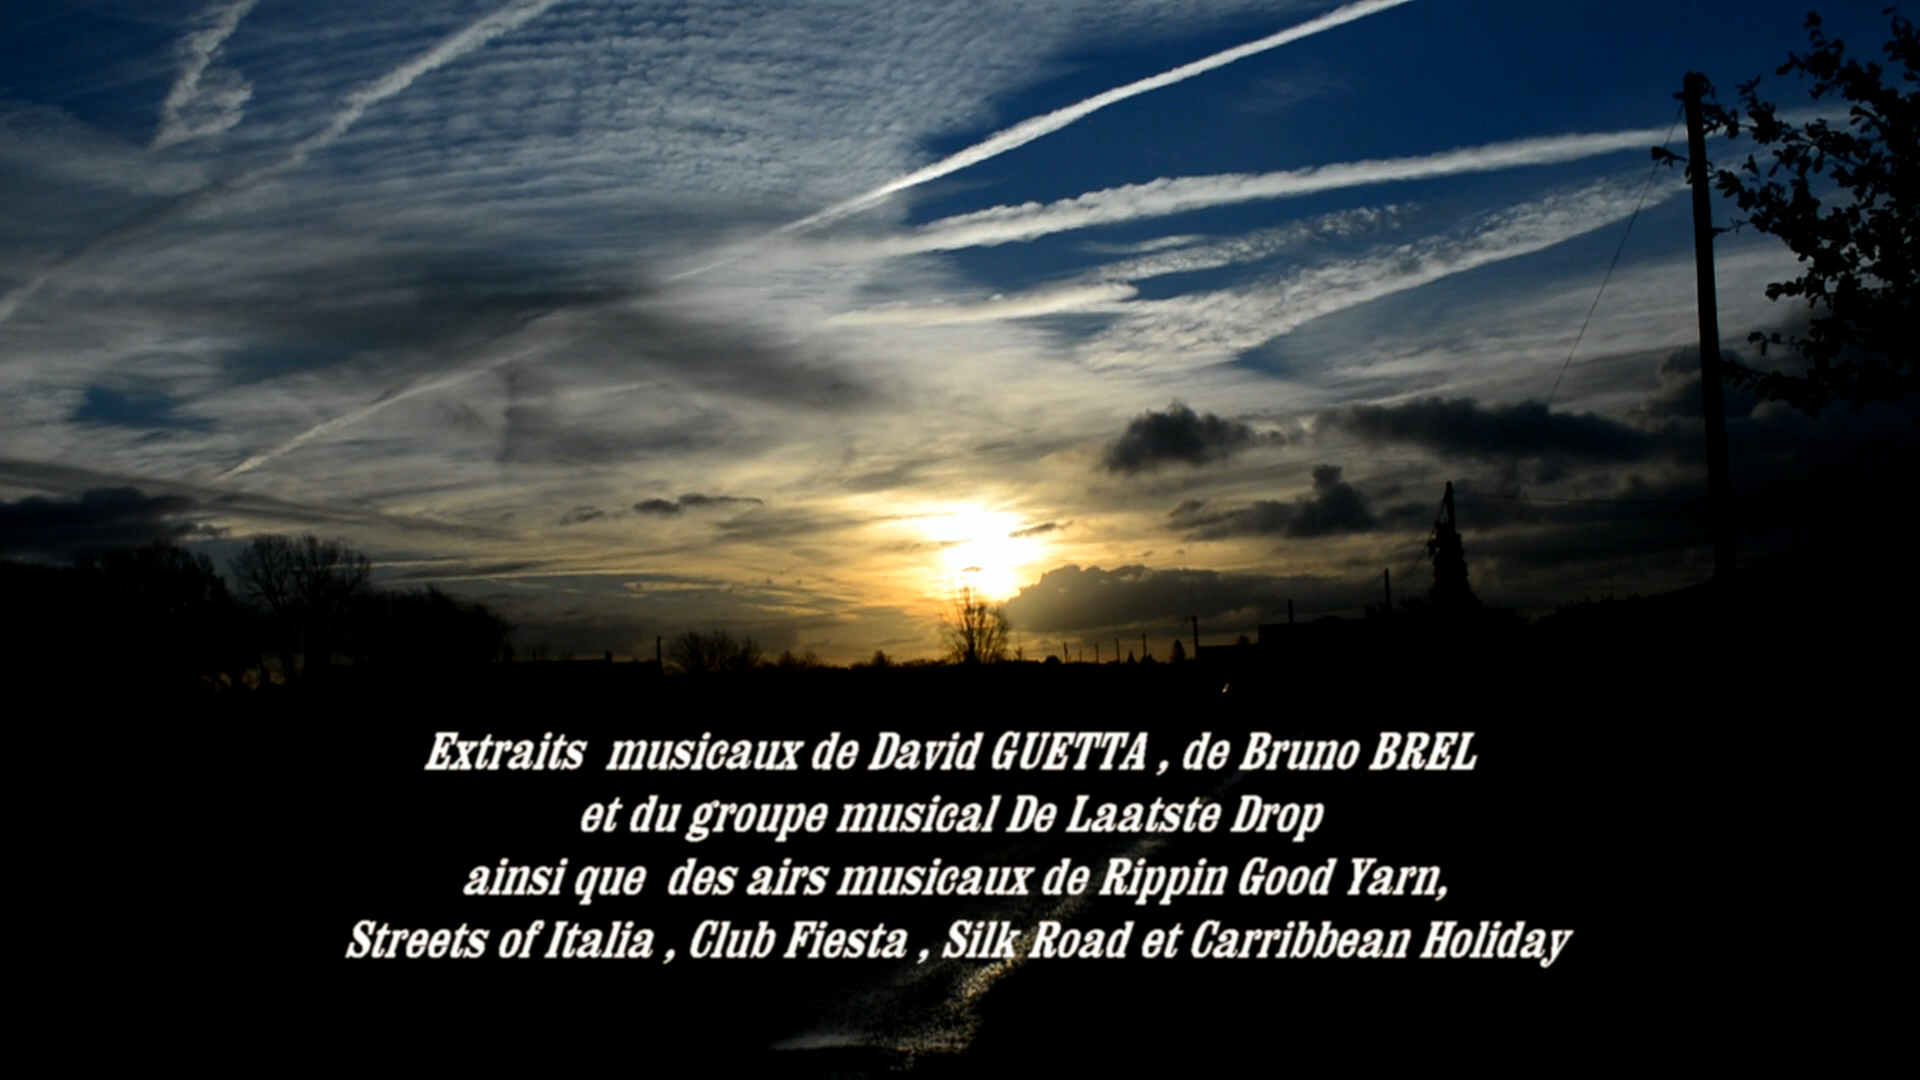 Extraits  musicaux de David GUETTA , de Bruno BREL
et du groupe musical De Laatste Drop
ainsi que  des airs musicaux de Rippin Good Yarn,
Streets of Italia , Club Fiesta , Silk Road et Carribbean Holiday